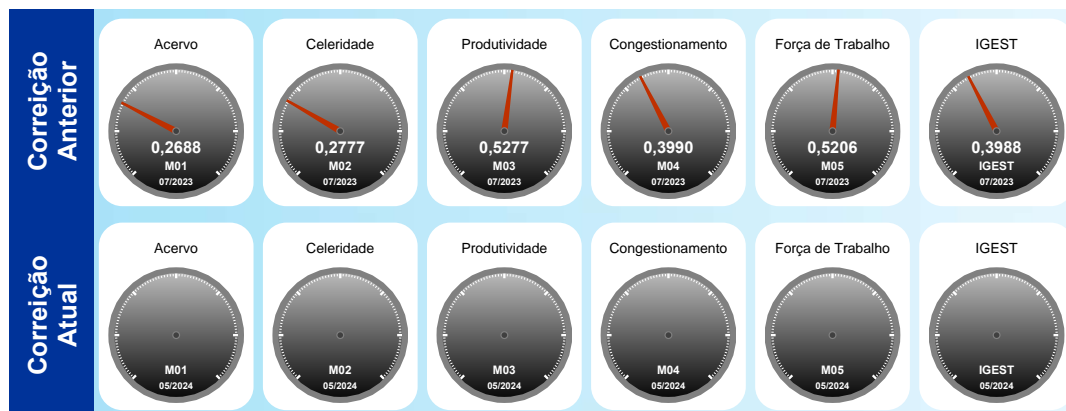 Correição
Anterior
Acervo
0,2688
M01
07/2023
Celeridade
0,2777
M02
07/2023
Produtividade
0,5277
M03
07/2023
Congestionamento
0,3990
M04
07/2023
Força de Trabalho
0,5206
M05
07/2023
IGEST
0,3988
IGEST
07/2023
Correição
Atual
Acervo
M01
05/2024
Celeridade
M02
05/2024
Produtividade
M03
05/2024
Congestionamento
M04
05/2024
Força de Trabalho
M05
05/2024
IGEST
IGEST
05/2024